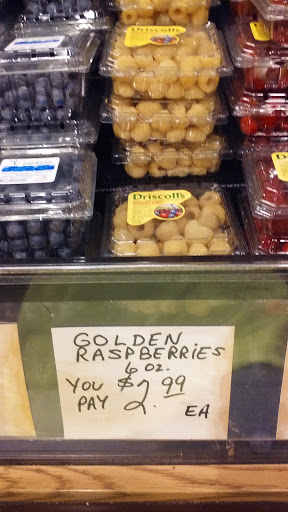 Driscoll's
Driscoll's
GOLDEN
RASPBERRIES
6 OZ.
YOU PAY $2.99 EA